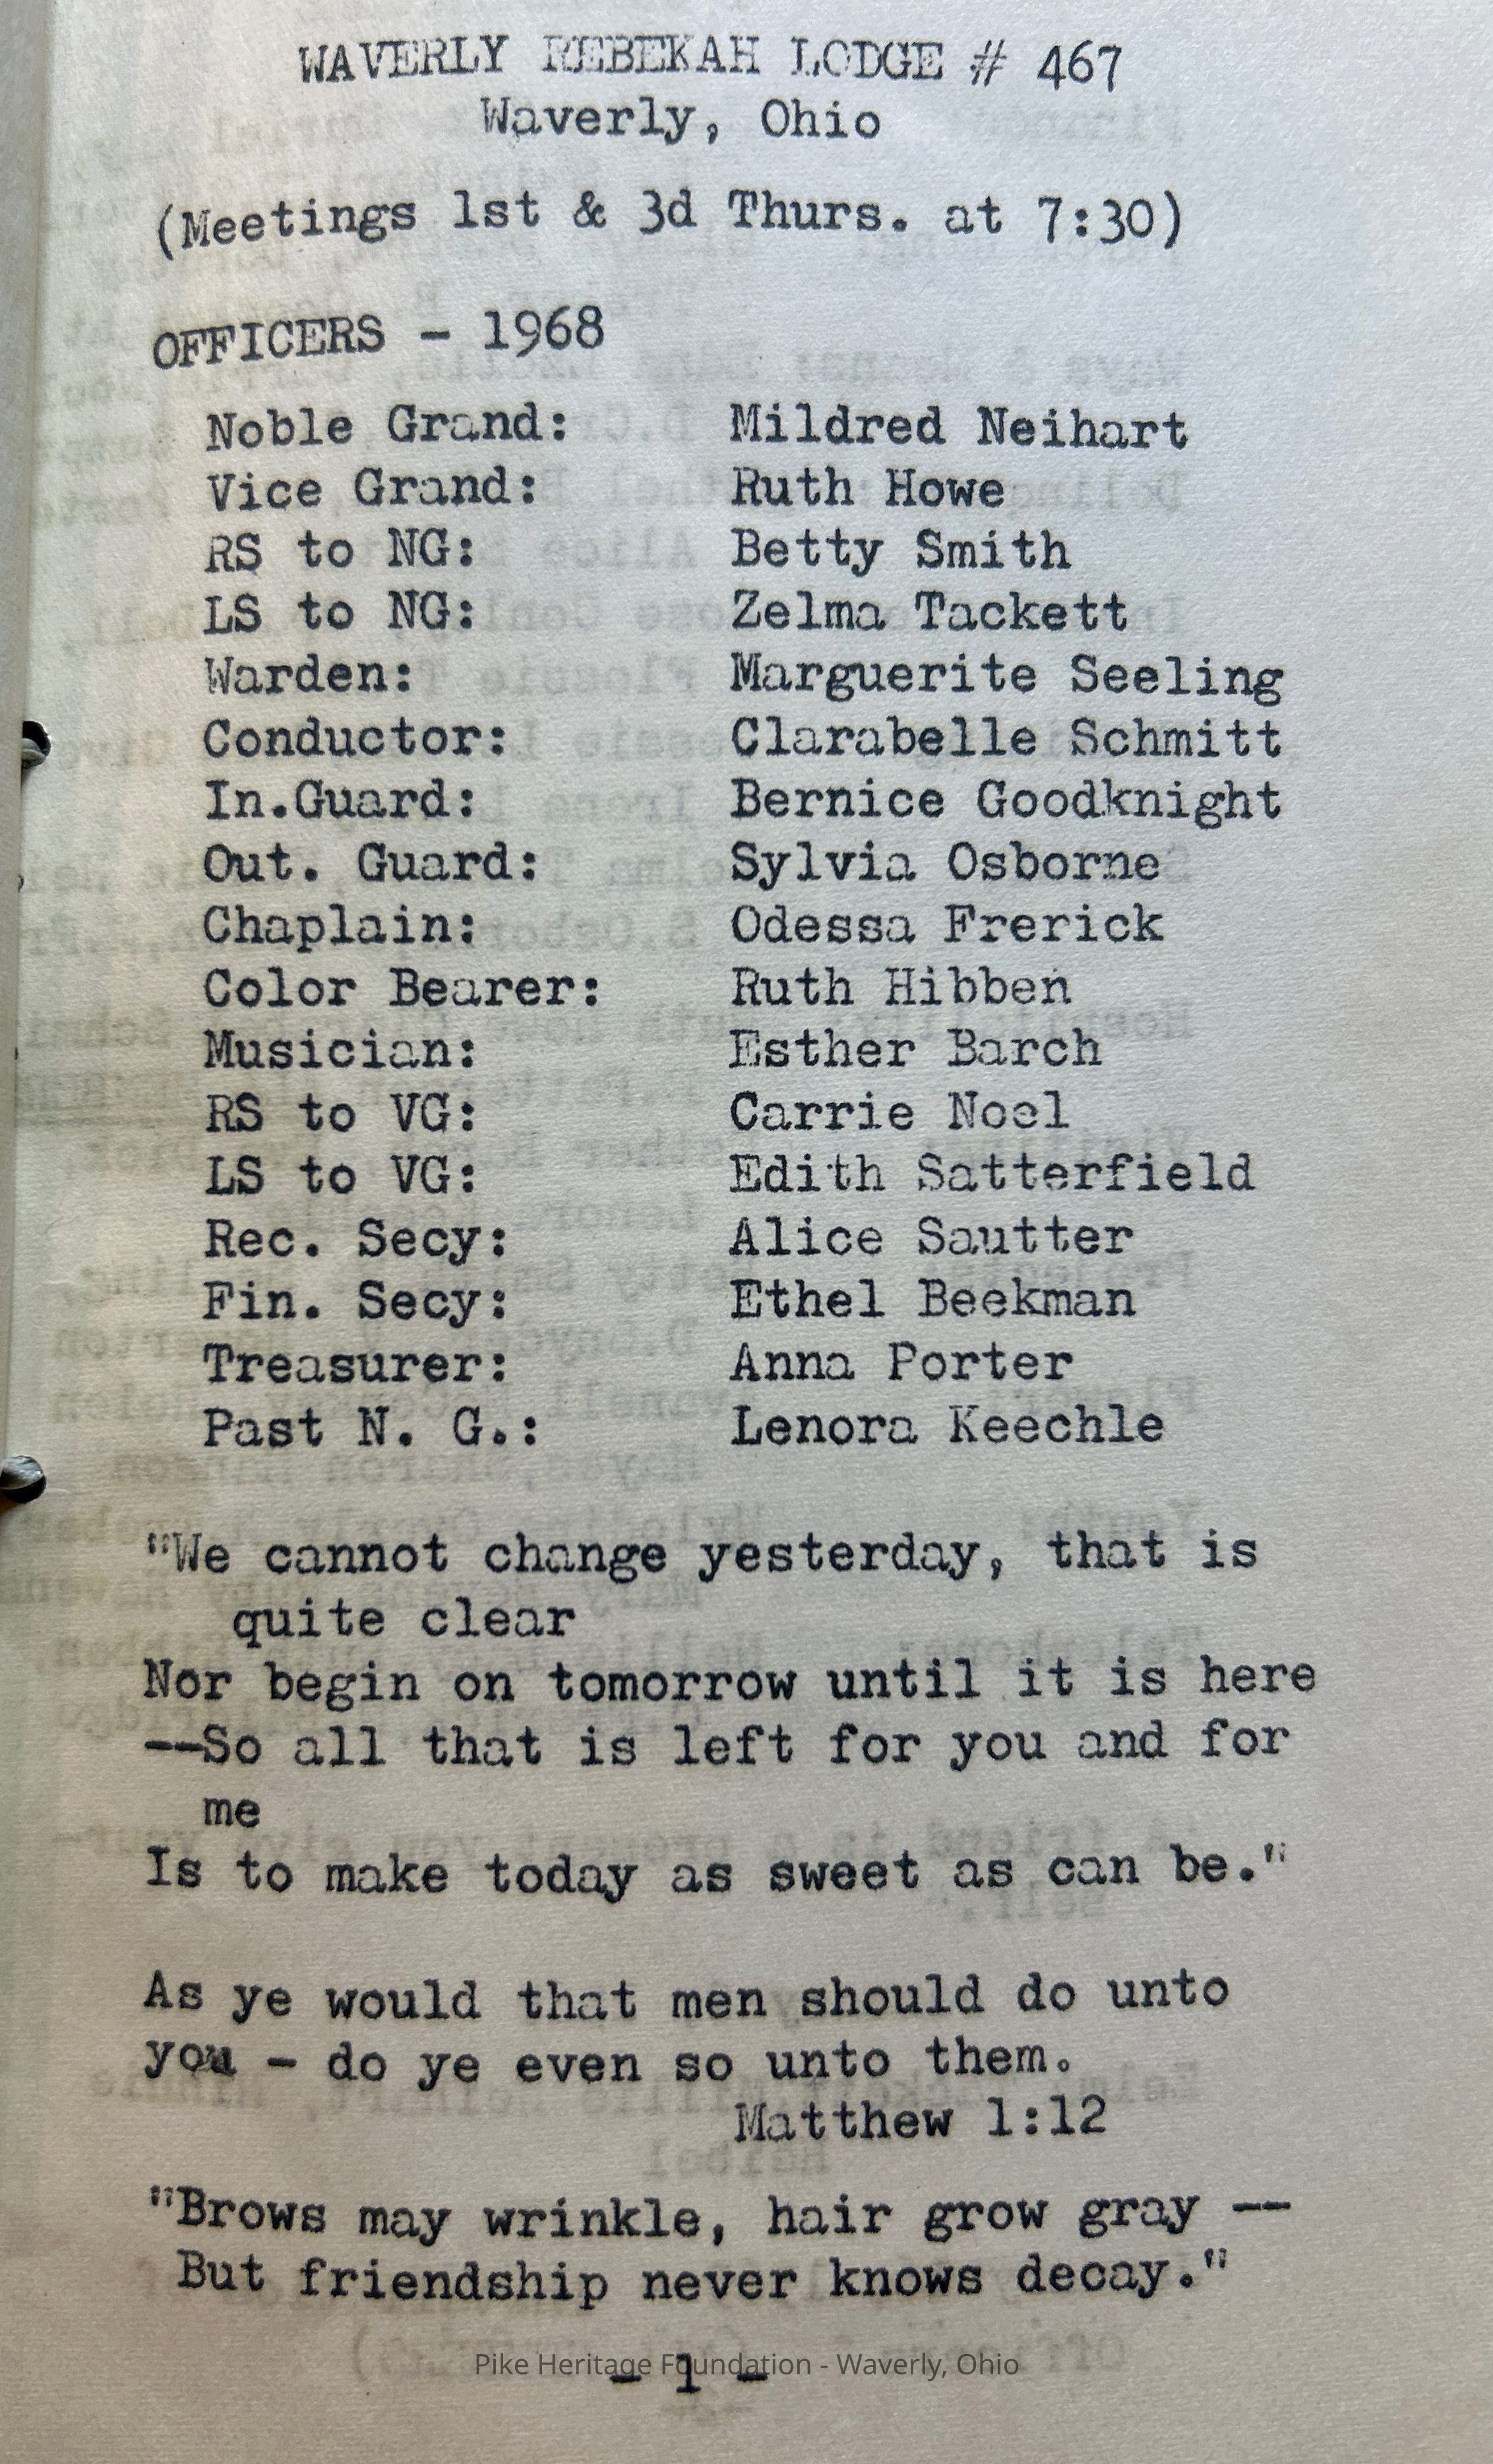 WAVERLY REBEKAH LODGE # 467
Waverly, Ohio
(Meetings 1st & 3d Thurs. at 7:30)
OFFICERS - 1968
Noble Grand: Mildred Neihart
Vice Grand: Ruth Howe
RS to NG: Betty Smith
LS to NG: Zelma Tackett
Warden: Marguerite Seeling
Conductor: Clarabelle Schmitt
In.Guard: Bernice Goodknight
Out. Guard: Sylvia Osborne
Chaplain: Odessa Frerick
Color Bearer: Ruth Hibben
Musician: Esther Barch
RS to VG: Carrie Noel
LS to VG: Edith Satterfield
Rec. Secy: Alice Sautter
Fin. Secy: Ethel Beekman
Treasurer: Anna Porter
Past N. G.: Lenora Keechle
"We cannot change yesterday, that is
quite clear
Nor begin on tomorrow until it is here
--So all that is left for you and for
me
Is to make today as sweet as can be."
As ye would that men should do unto
you - do ye even so unto them.
Matthew 1:12
"Brows may wrinkle, hair grow gray --
But friendship never knows decay."
Pike Heritage Foundation - Waverly, Ohio
- 1 -